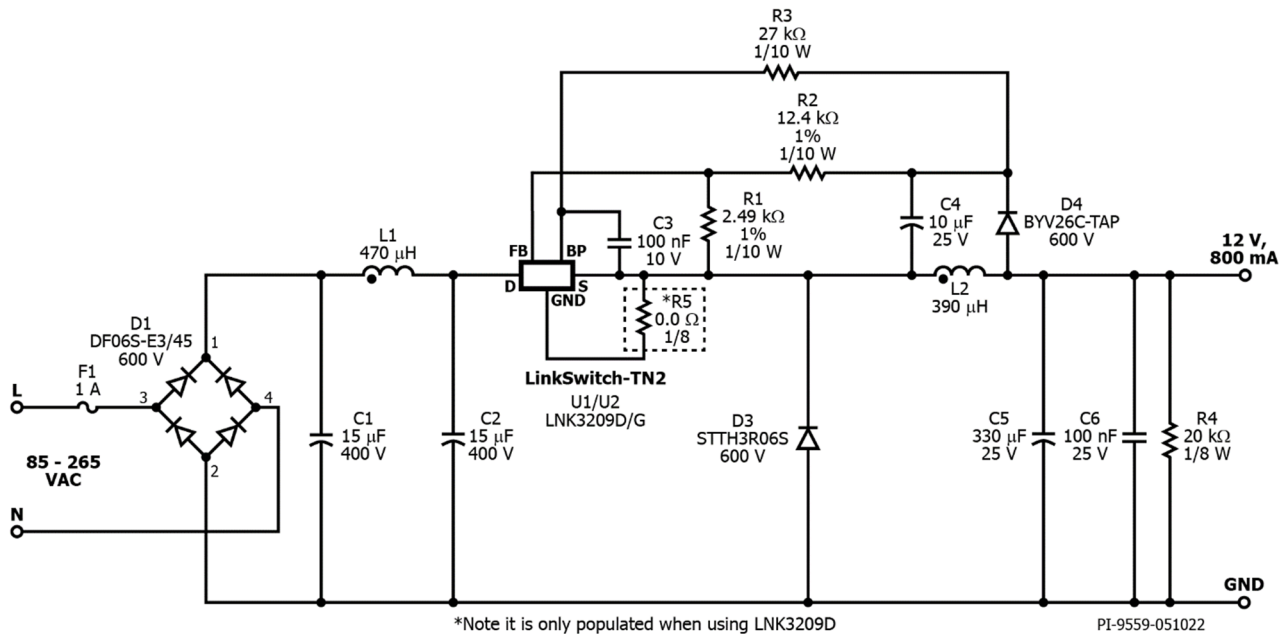 R3
27 kΩ
1/10 W
R2
12.4 kΩ
1%
1/10 W
R1
2.49 kΩ
1%
1/10 W
C4
10 μF
25 V
D4
BYV26C-TAP
600 V
C3
100 nF
10 V
L1
470 μH
FB
BP
D
S
GND
12 V,
800 mA
L2
390 μH
*R5
0.0 Ω
1/8
D1
DF06S-E3/45
600 V
1
F1
1 A
LinkSwitch-TN2
U1/U2
LNK3209D/G
L
3
4
C1
15 μF
400 V
C2
15 μF
400 V
D3
STTH3R06S
600 V
C5
330 μF
25 V
C6
100 nF
25 V
R4
20 kΩ
1/8 W
85 - 265
VAC
2
N
GND
*Note it is only populated when using LNK3209D
PI-9559-051022